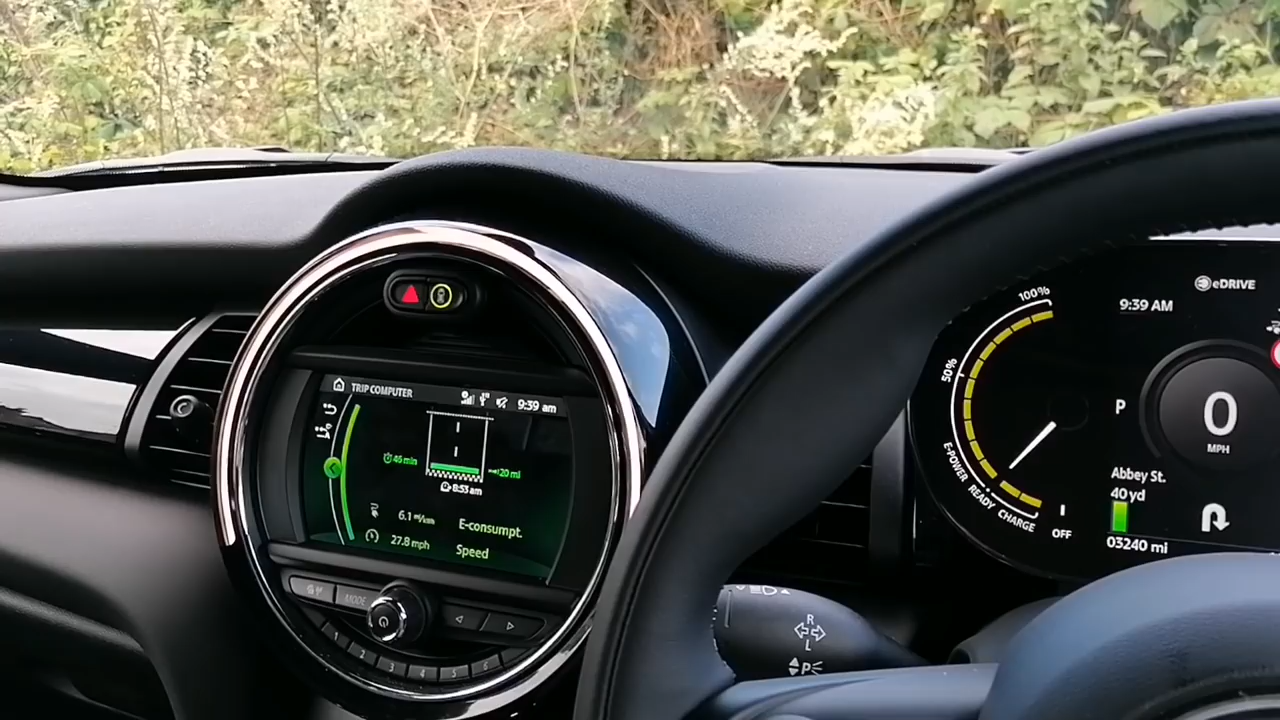 TRIP COMPUTER
9:39 am
46 min
20 mi
8:53 am
6.1 mi/kWh
E-consumpt.
27.8 mph
Speed
MODE
1 2 3 4 5 6
eDRIVE
9:39 AM
100%
50%
E-POWER READY CHARGE
OFF
P
0
MPH
Abbey St.
40 yd
03240 mi
R
L
P